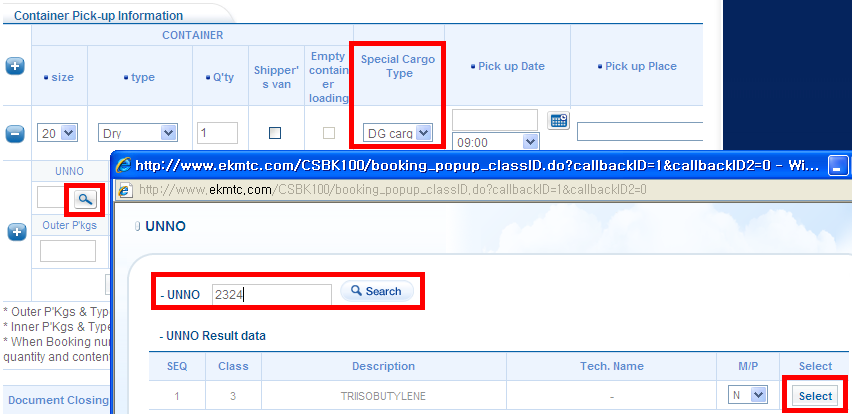 Container Pick-up Information
CONTAINER
size
type
Q'ty
Shipper's van
Empty container loading
Special Cargo Type
Pick up Date
Pick up Place
20
Dry
1
DG carg
09:00
UNNO
Outer P'kgs
http://www.ekmtc.com/CSBK100/booking_popup_classID.do?callbackID=1&callbackID2=0 - Wi...
http://www.ekmtc.com/CSBK100/booking_popup_classID.do?callbackID=1&callbackID2=0
UNNO
- UNNO 2324 Search
- UNNO Result data
SEQ Class Description Tech. Name M/P Select
1 3 TRIISOBUTYLENE - N Select
* Outer P'Kgs & Type
* Inner P'Kgs & Type
* When Booking num
quantity and content
Document Closing